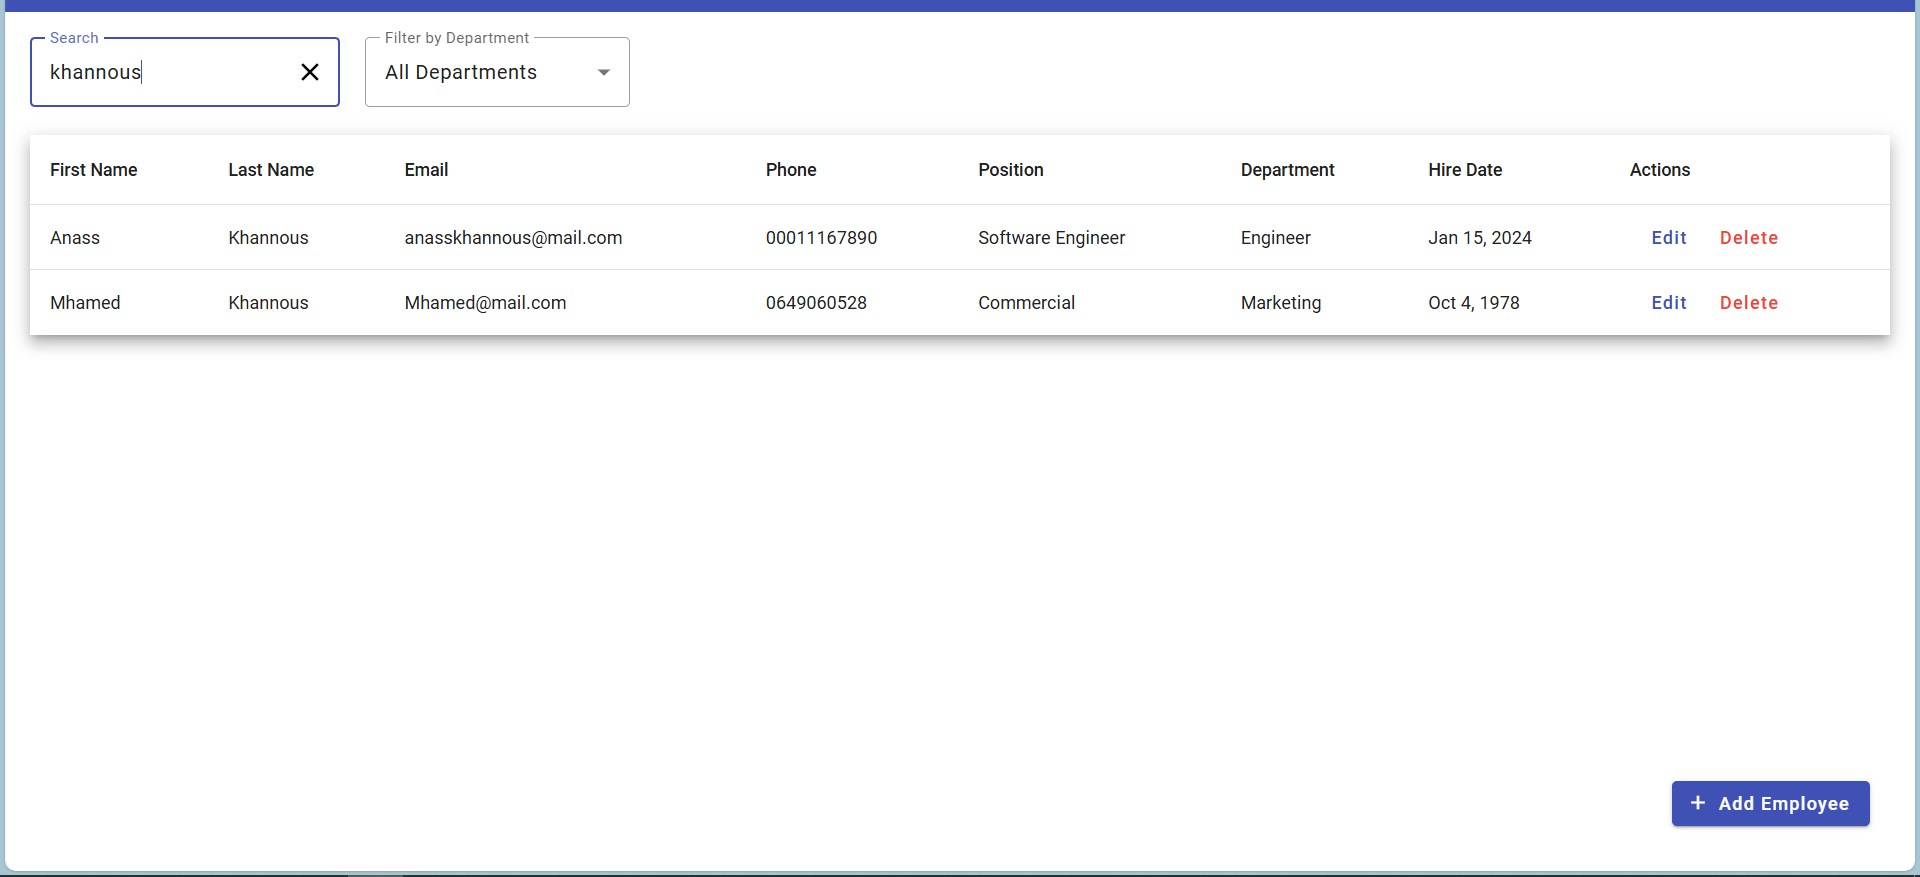 Search Filter by Department
khannous All Departments
First Name Last Name Email Phone Position Department Hire Date Actions
Anass Khannous anasskhannous@mail.com 00011167890 Software Engineer Engineer Jan 15, 2024 Edit Delete
Mhamed Khannous Mhamed@mail.com 0649060528 Commercial Marketing Oct 4, 1978 Edit Delete
+ Add Employee